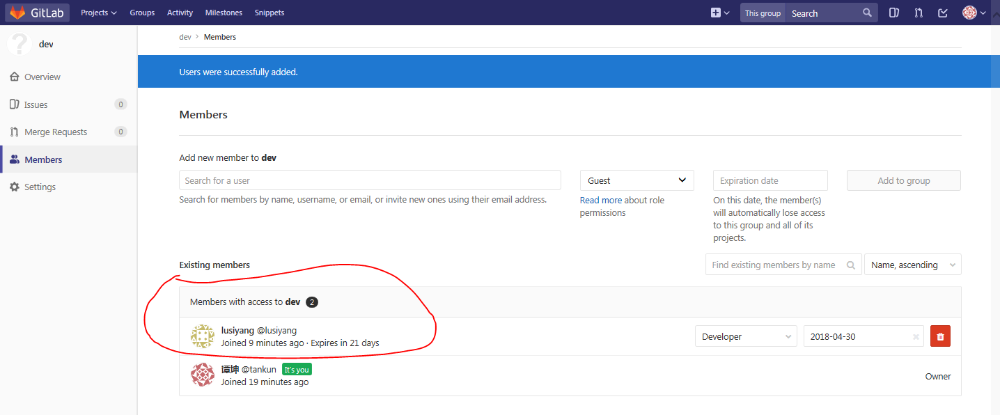 GitLab Projects Groups Activity Milestones Snippets This group Search
dev
Overview
Issues 0
Merge Requests 0
Members
Settings
dev > Members
Users were successfully added.
Members
Add new member to dev
Search for a user
Search for members by name, username, or email, or invite new ones using their email address.
Guest
Read more about role
permissions
Expiration date
On this date, the member(s)
will automatically lose access
to this group and all of its
projects.
Add to group
Existing members
Find existing members by name
Name, ascending
Members with access to dev 2
lusiyang @lusiyang
Joined 9 minutes ago · Expires in 21 days
Developer
2018-04-30
谭坤 @tankun It's you
Joined 19 minutes ago
Owner